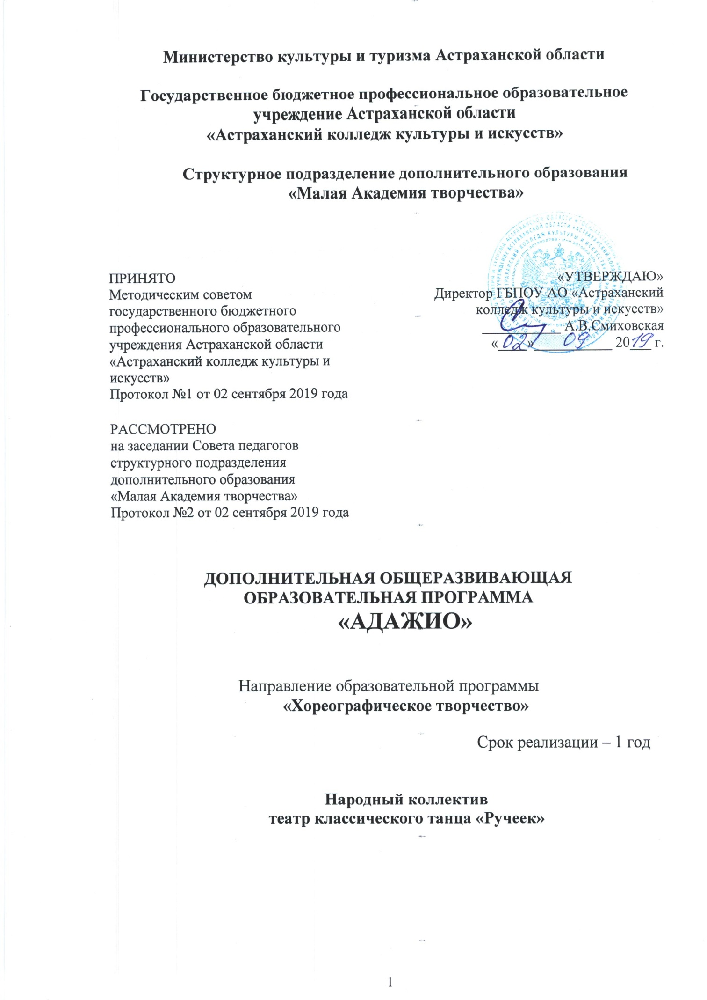 Министерство культуры и туризма Астраханской области
Государственное бюджетное профессиональное образовательное
учреждение Астраханской области
«Астраханский колледж культуры и искусств»
Структурное подразделение дополнительного образования
«Малая Академия творчества»
ПРИНЯТО
Методическим советом
государственного бюджетного
профессионального образовательного
учреждения Астраханской области
«Астраханский колледж культуры и
искусств»
Протокол №1 от 02 сентября 2019 года
«УТВЕРЖДАЮ»
Директор ГБПОУ АО «Астраханский
колледж культуры и искусств»
___________ А.В.Смиховская
«02» 09 2019 г.
РАССМОТРЕНО
на заседании Совета педагогов
структурного подразделения
дополнительного образования
«Малая Академия творчества»
Протокол №2 от 02 сентября 2019 года
ДОПОЛНИТЕЛЬНАЯ ОБЩЕРАЗВИВАЮЩАЯ
ОБРАЗОВАТЕЛЬНАЯ ПРОГРАММА
«АДАЖИО»
Направление образовательной программы
«Хореографическое творчество»
Срок реализации – 1 год
Народный коллектив
театр классического танца «Ручеек»
1